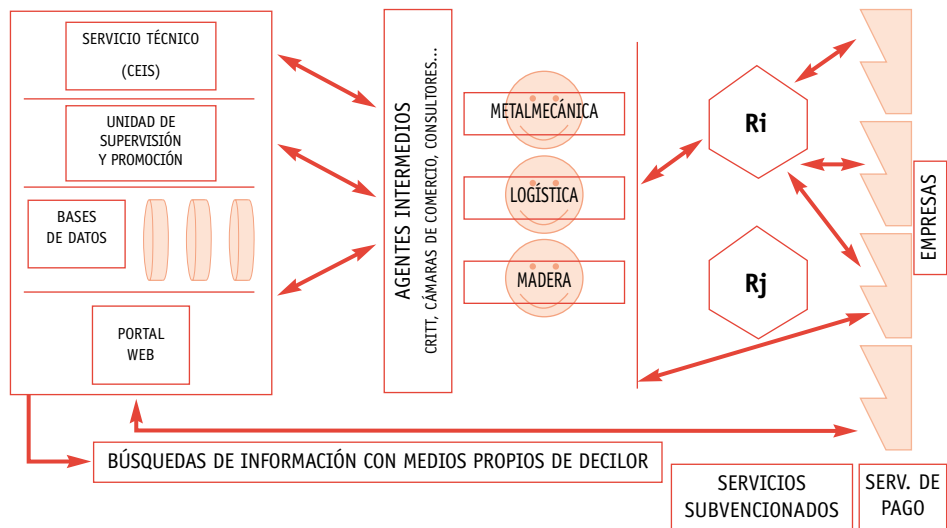 SERVICIO TÉCNICO
(CEIS)
UNIDAD DE
SUPERVISIÓN
Y PROMOCIÓN
BASES
DE DATOS
PORTAL
WEB
AGENTES INTERMEDIOS
CRITT, CÁMARAS DE COMERCIO, CONSULTORES...
METALMECÁNICA
LOGÍSTICA
MADERA
Ri
Rj
EMPRESAS
BÚSQUEDAS DE INFORMACIÓN CON MEDIOS PROPIOS DE DECILOR
SERVICIOS
SUBVENCIONADOS
SERV. DE
PAGO